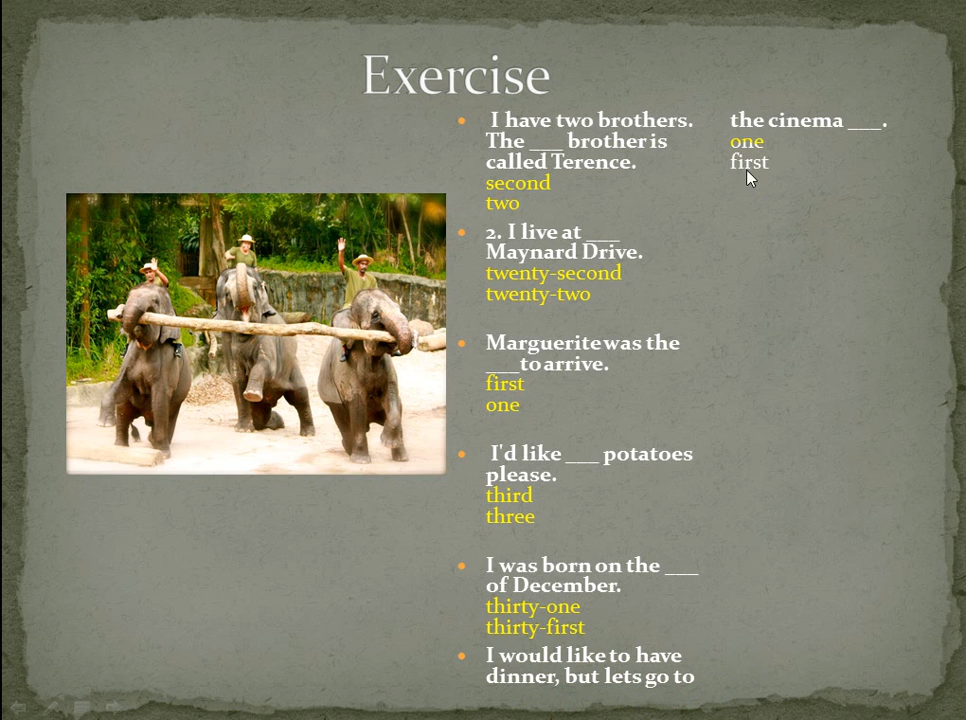 Exercise
I have two brothers.
The ___ brother is
called Terence.
second
two
2. I live at ____
Maynard Drive.
twenty-second
twenty-two
Marguerite was the
___to arrive.
first
one
I'd like ___ potatoes
please.
third
three
I was born on the ___
of December.
thirty-one
thirty-first
I would like to have
dinner, but lets go to
the cinema ___.
one
first